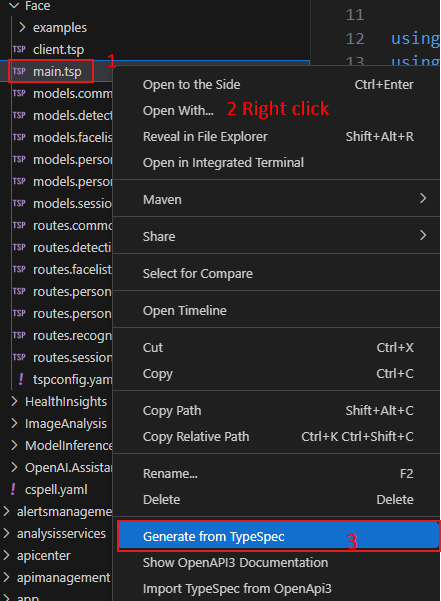 Face
examples
client.tsp
TSP main.tsp 1
TSP models.comm
TSP models.detect
TSP models.facelist
TSP models.person
TSP models.person
TSP models.sessio
TSP routes.commo
TSP routes.detecti
TSP routes.facelist
TSP routes.person
TSP routes.person
TSP routes.recogn
TSP routes.session
! tspconfig.yam
HealthInsights
ImageAnalysis
ModelInference
OpenAI.Assistan
! cspell.yaml
alertsmanageme
analysisservices
apicenter
apimanagement
app
11
12 using
13 using
Open to the Side Ctrl+Enter
Open With... 2 Right click
Reveal in File Explorer Shift+Alt+R
Open in Integrated Terminal
Maven
Share
Select for Compare
Open Timeline
Cut Ctrl+X
Copy Ctrl+C
Copy Path Shift+Alt+C
Copy Relative Path Ctrl+K Ctrl+Shift+C
Rename... F2
Delete Delete
Generate from TypeSpec 3
Show OpenAPI3 Documentation
Import TypeSpec from OpenApi3